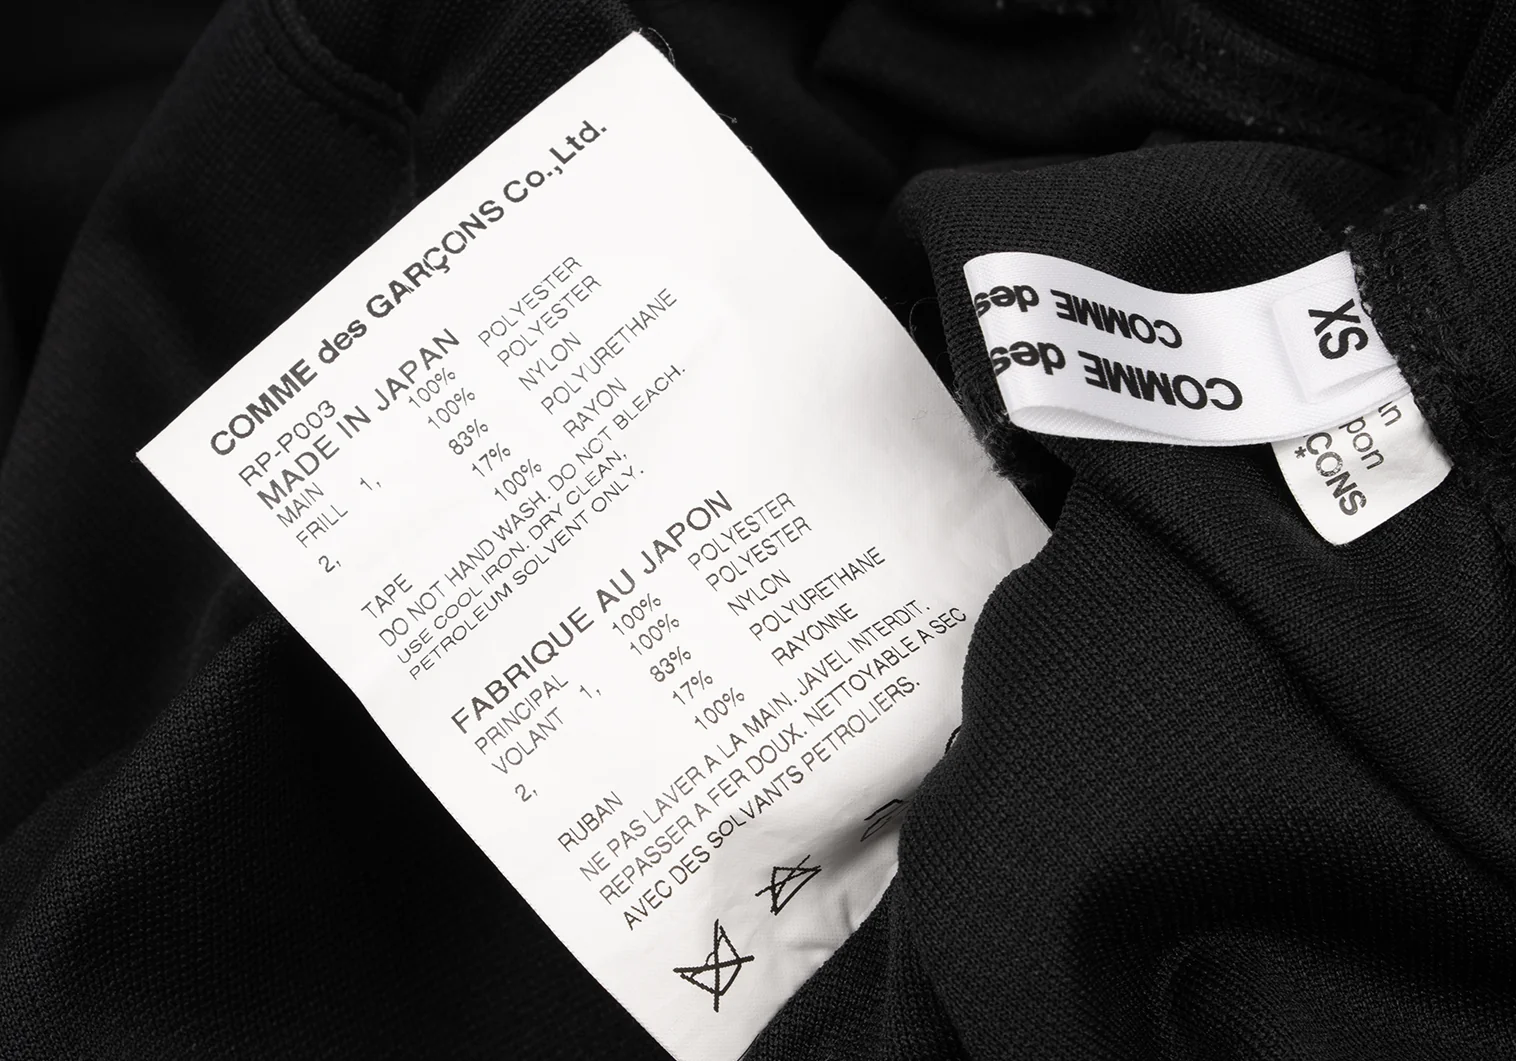 COMME des GARÇONS Co.,Ltd.
RP-P003
MADE IN JAPAN
MAIN 100% POLYESTER
FRILL 1, 100% POLYESTER
2, 83% NYLON
17% POLYURETHANE
TAPE 100% RAYON
DO NOT HAND WASH. DO NOT BLEACH.
USE COOL IRON. DRY CLEAN,
PETROLEUM SOLVENT ONLY.
FABRIQUE AU JAPON
PRINCIPAL 100% POLYESTER
VOLANT 1, 100% POLYESTER
2, 83% NYLON
17% POLYURETHANE
RUBAN 100% RAYONNE
NE PAS LAVER A LA MAIN. JAVEL INTERDIT.
REPASSER A FER DOUX. NETTOYABLE A SEC
AVEC DES SOLVANTS PETROLIERS.
COMME des
COMME des
XS
pon
ÇONS
*